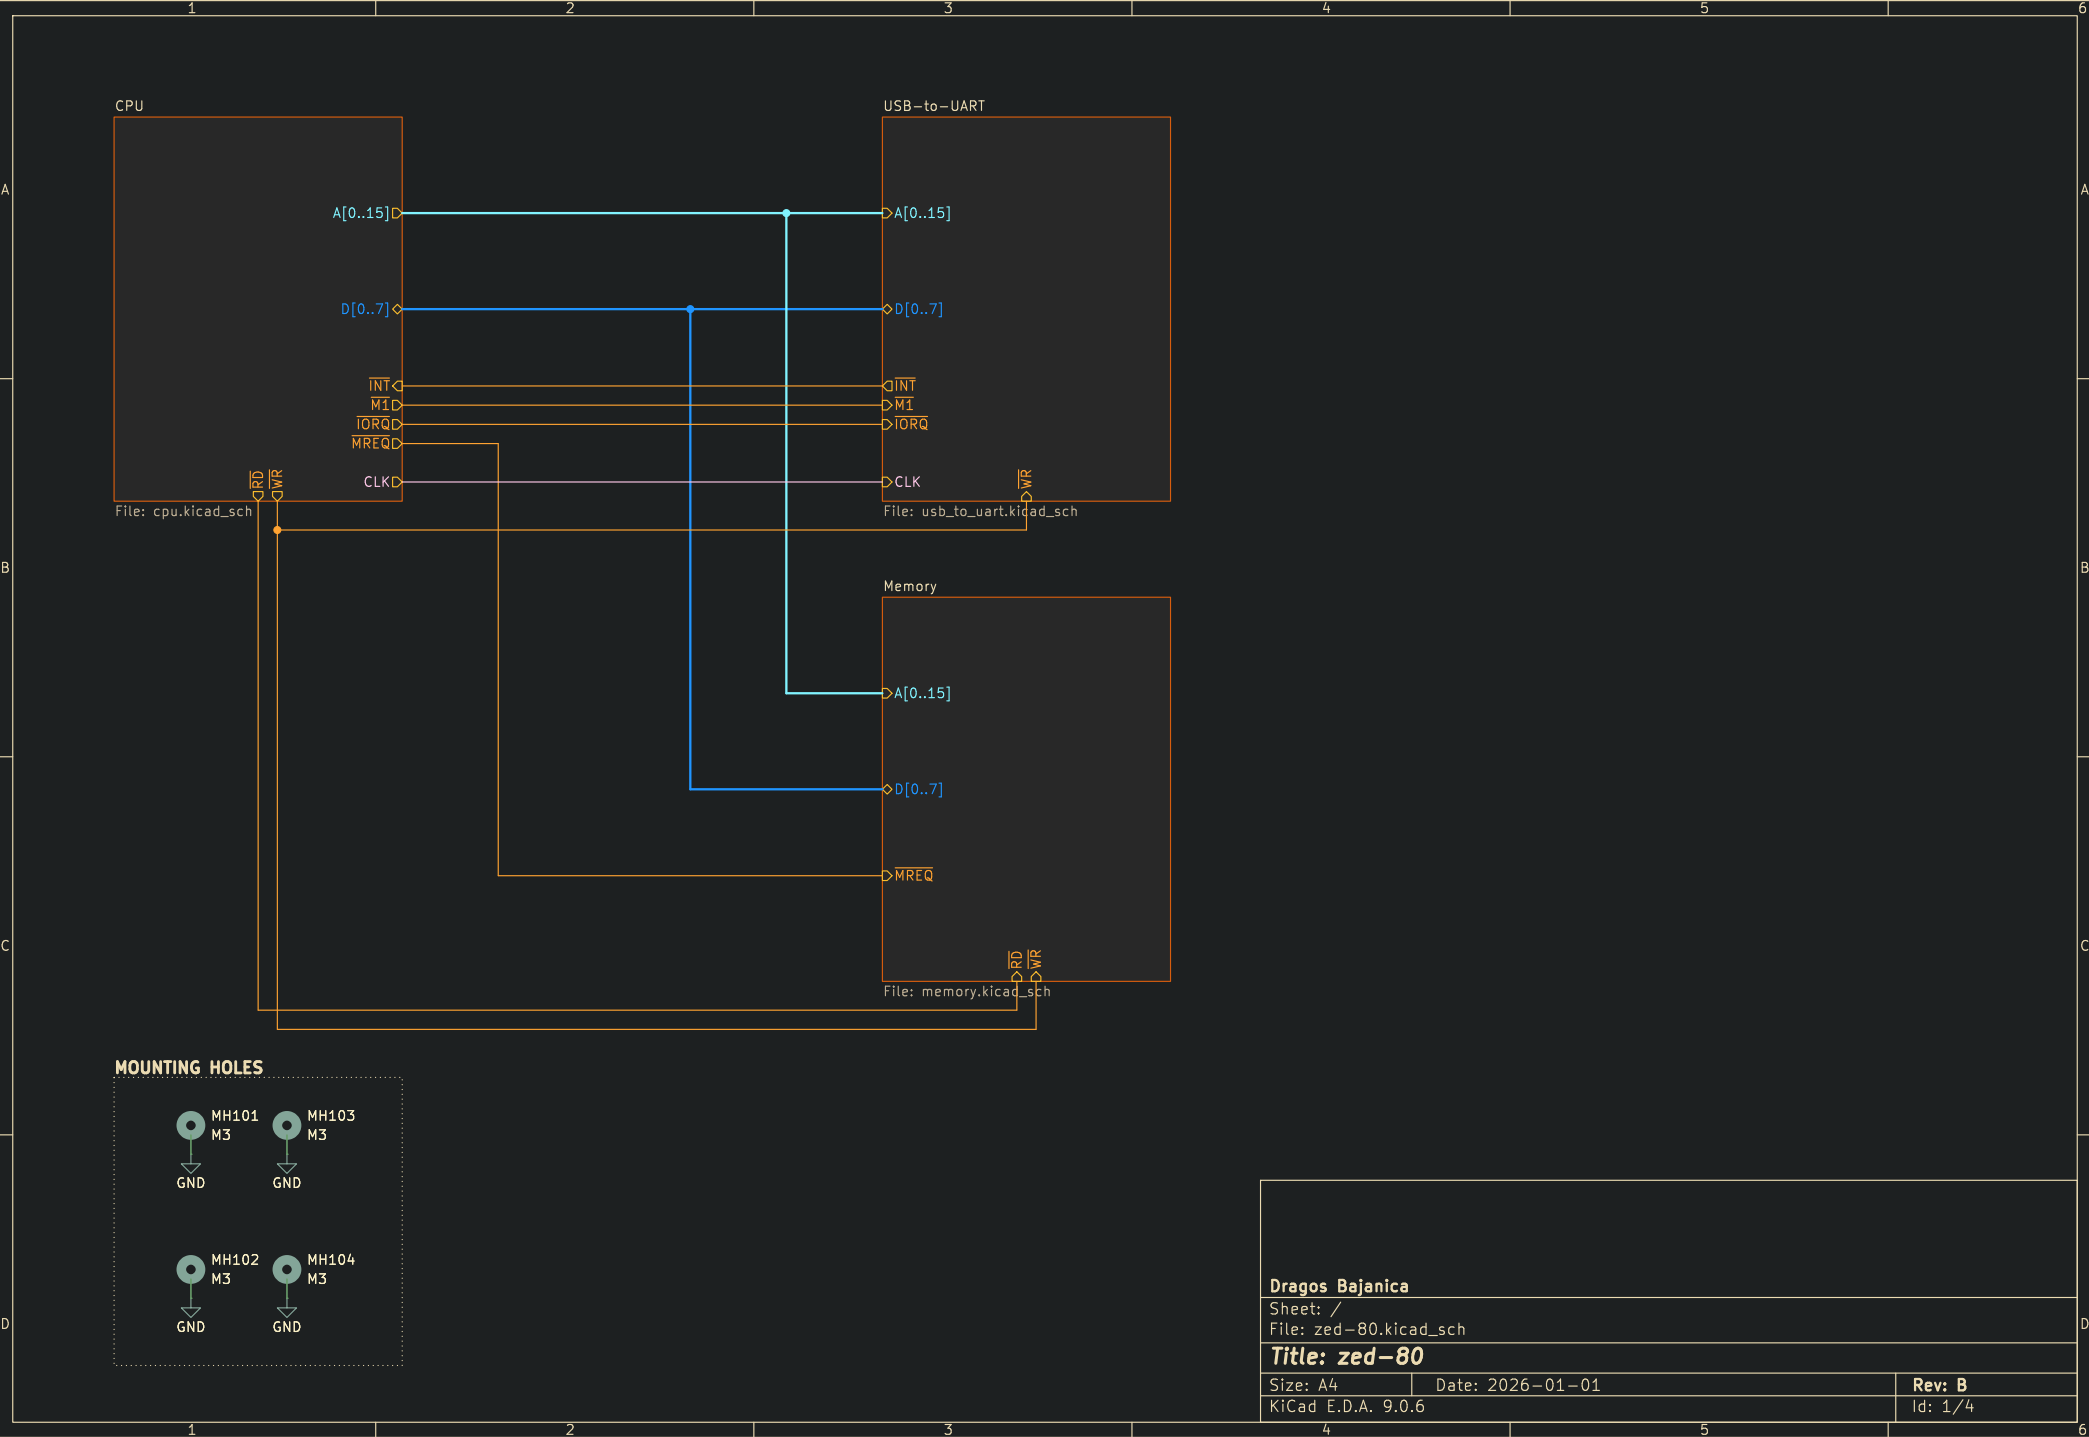 1 2 3 4 5 6
CPU
USB-to-UART
A A
A[0..15] A[0..15]
D[0..7] D[0..7]
INT INT
M1 M1
IORQ IORQ
MREQ
CLK CLK
RD WR WR
File: cpu.kicad_sch
File: usb_to_uart.kicad_sch
B B
Memory
A[0..15]
D[0..7]
MREQ
C C
RD WR
File: memory.kicad_sch
MOUNTING HOLES
MH101 MH103
M3 M3
GND GND
MH102 MH104
M3 M3
GND GND
D D
Dragos Bajanica
Sheet: /
File: zed-80.kicad_sch
Title: zed-80
Size: A4 Date: 2026-01-01 Rev: B
KiCad E.D.A. 9.0.6 Id: 1/4
1 2 3 4 5 6